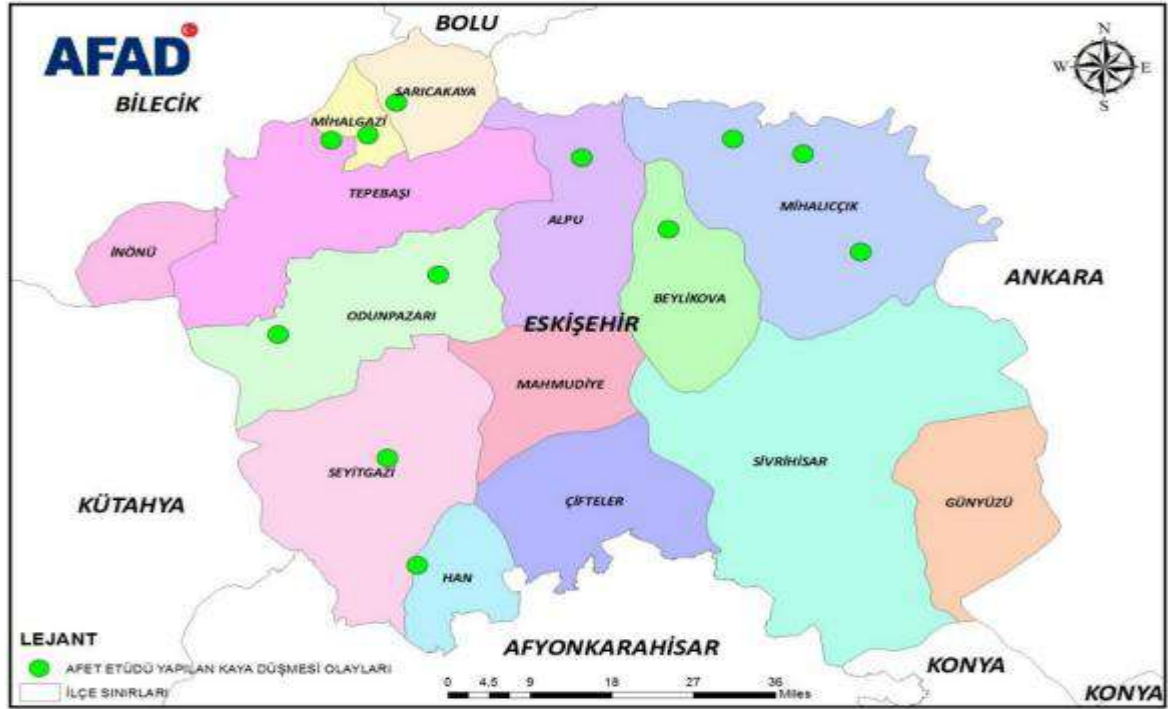 BOLU
AFAD
N
W E
S
BİLECİK
SARICAKAYA
MİHALGAZİ
TEPEBAŞI
ALPU
MİHALICÇIK
İNÖNÜ
ANKARA
BEYLİKOVA
ODUNPAZARI
ESKİŞEHİR
MAHMUDİYE
SEYİTGAZİ
SİVRİHİSAR
KÜTAHYA
ÇİFTELER
GÜNYÜZÜ
HAN
LEJANT
AFYONKARAHİSAR
AFET ETÜDÜ YAPILAN KAYA DÜŞMESİ OLAYLARI
KONYA
İLÇE SINIRLARI
0 4,5 9 18 27 36
Miles
KONYA